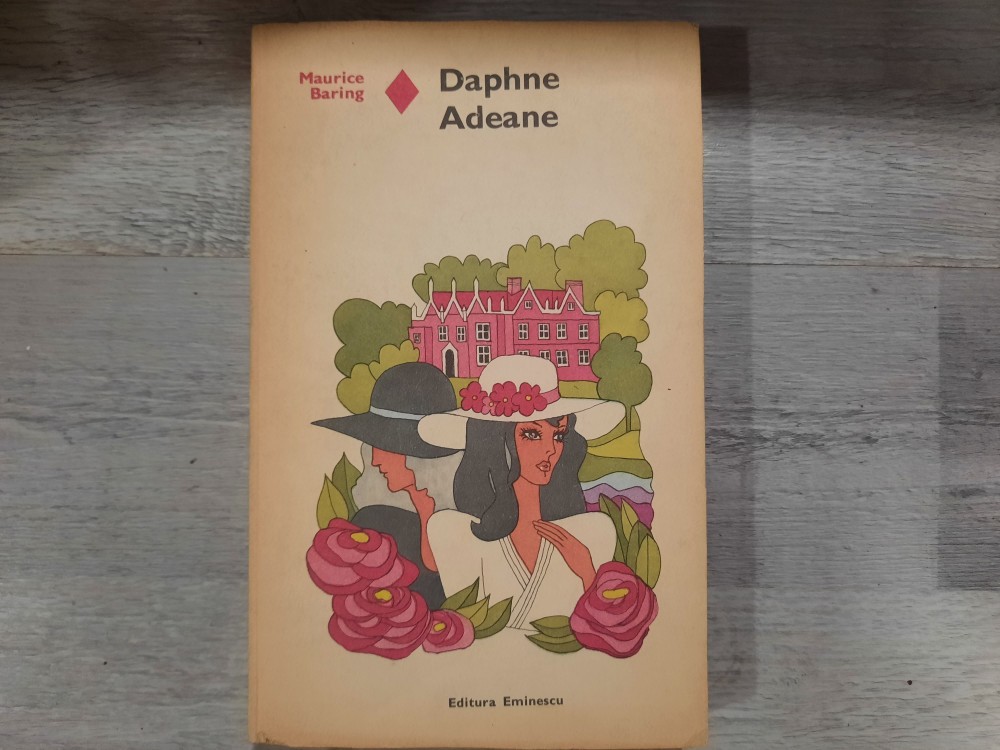 Maurice
Baring
Daphne
Adeane
Editura Eminescu